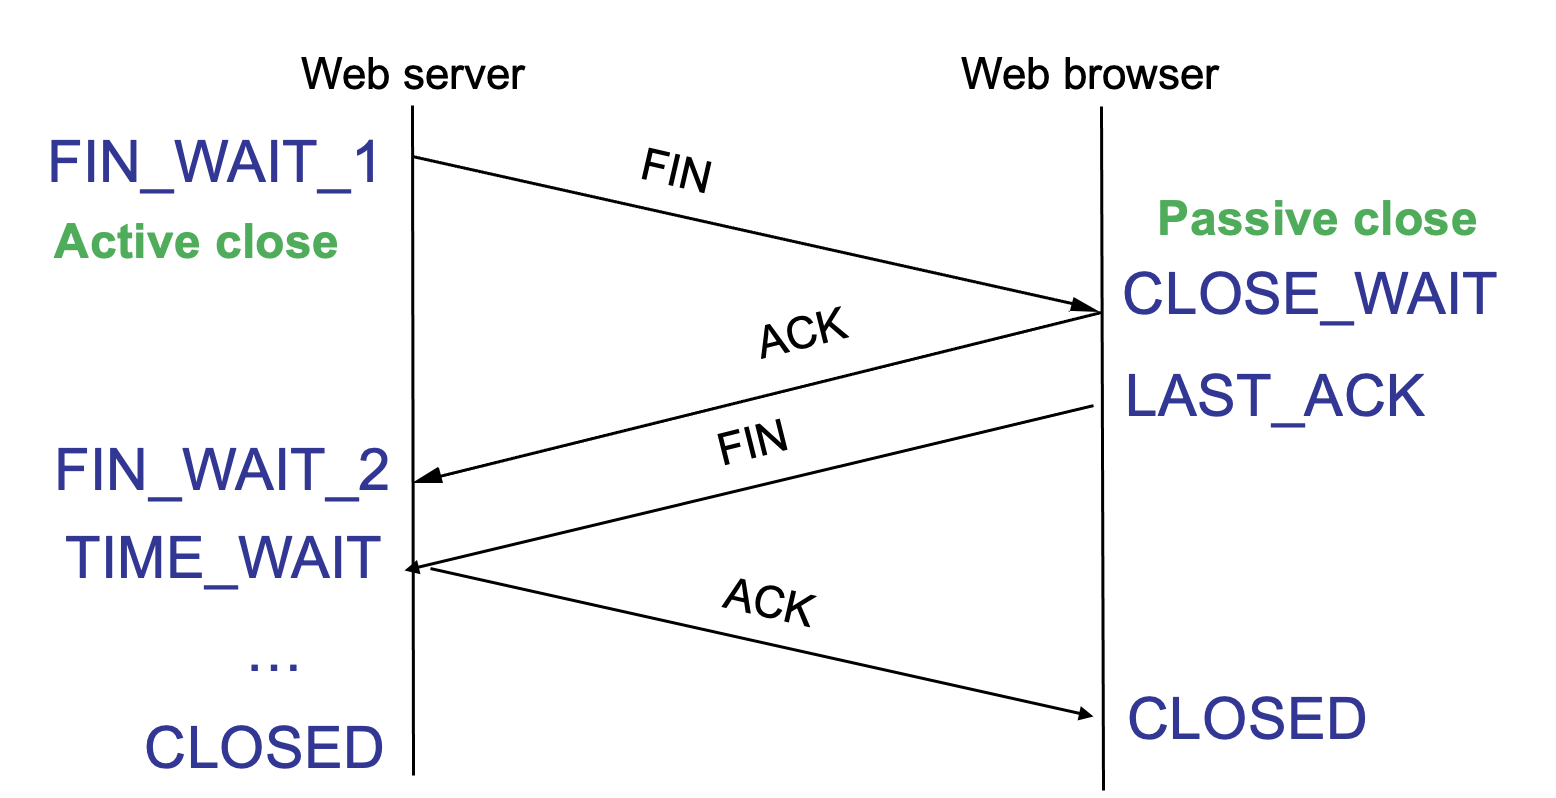 Web server
Web browser
FIN_WAIT_1
FIN
Active close
Passive close
CLOSE_WAIT
ACK
LAST_ACK
FIN
FIN_WAIT_2
TIME_WAIT
ACK
...
CLOSED
CLOSED